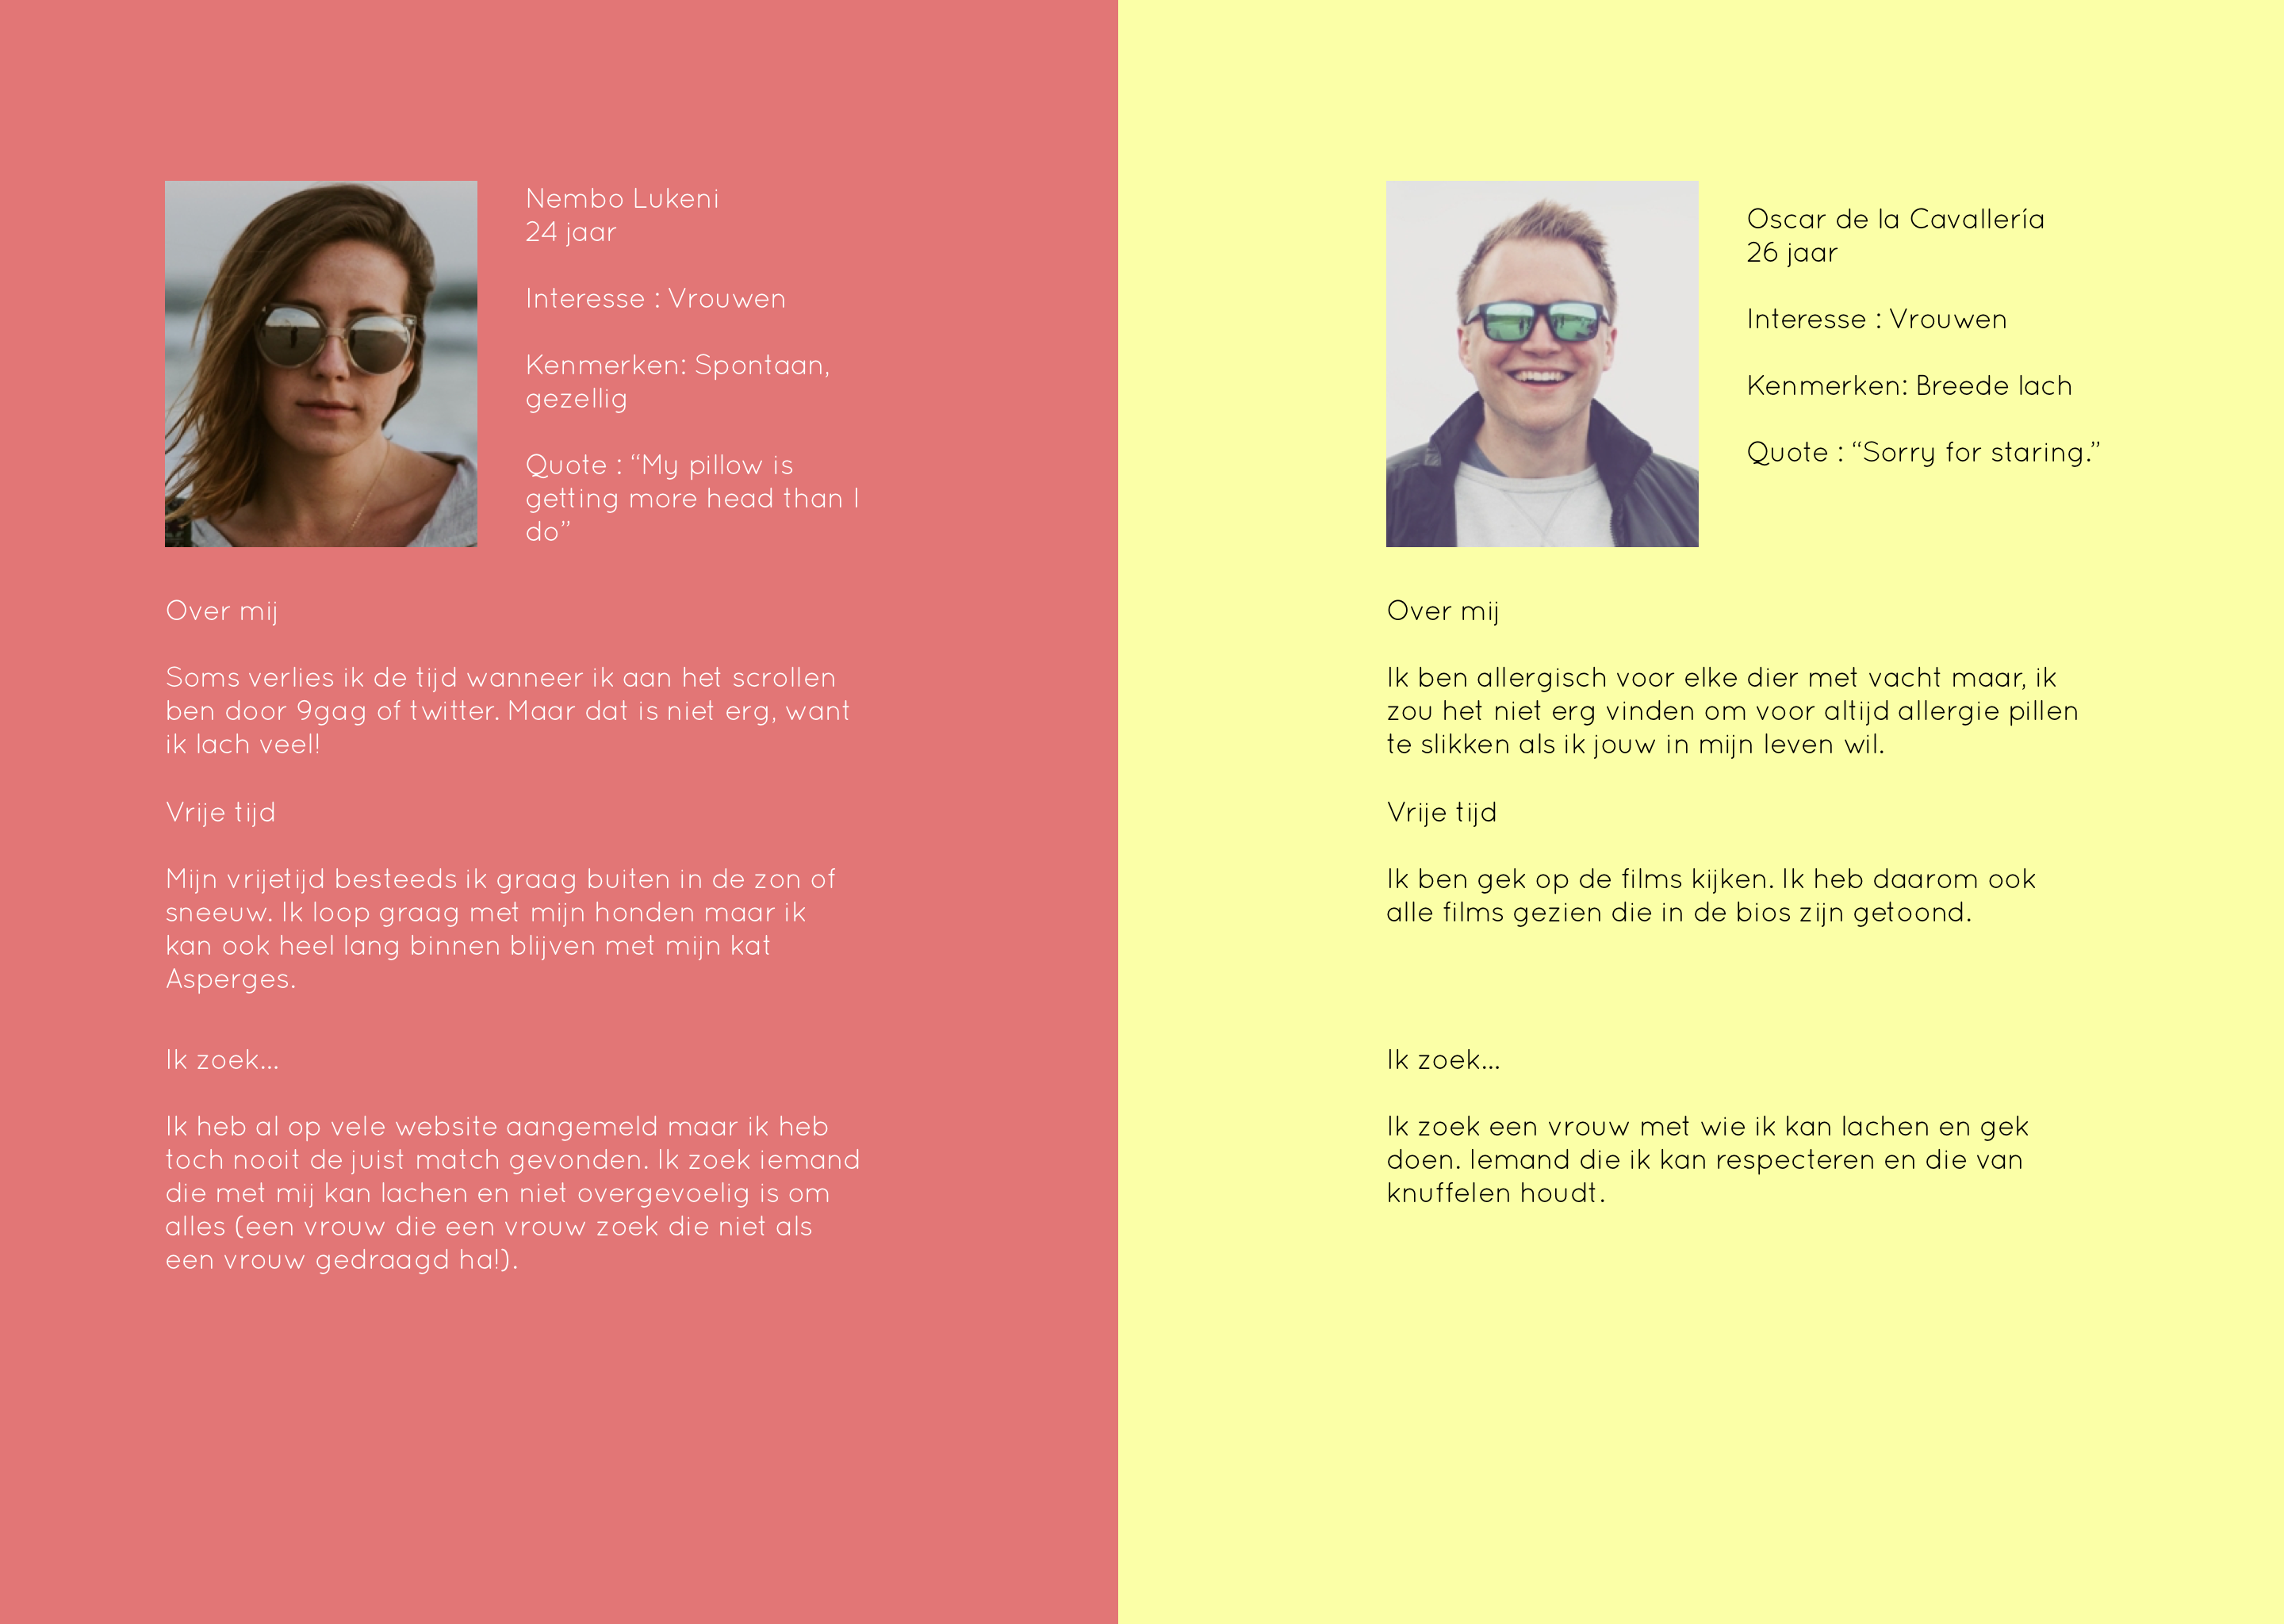 Nembo Lukeni
24 jaar
Interesse : Vrouwen
Kenmerken: Spontaan,
gezellig
Quote : “My pillow is
getting more head than I
do”
Over mij
Soms verlies ik de tijd wanneer ik aan het scrollen
ben door 9gag of twitter. Maar dat is niet erg, want
ik lach veel!
Vrije tijd
Mijn vrijetijd besteeds ik graag buiten in de zon of
sneeuw. Ik loop graag met mijn honden maar ik
kan ook heel lang binnen blijven met mijn kat
Asperges.
Ik zoek...
Ik heb al op vele website aangemeld maar ik heb
toch nooit de juist match gevonden. Ik zoek iemand
die met mij kan lachen en niet overgevoelig is om
alles (een vrouw die een vrouw zoek die niet als
een vrouw gedraagd ha!).
Oscar de la Cavallería
26 jaar
Interesse : Vrouwen
Kenmerken: Breede lach
Quote : “Sorry for staring.”
Over mij
Ik ben allergisch voor elke dier met vacht maar, ik
zou het niet erg vinden om voor altijd allergie pillen
te slikken als ik jouw in mijn leven wil.
Vrije tijd
Ik ben gek op de films kijken. Ik heb daarom ook
alle films gezien die in de bios zijn getoond.
Ik zoek...
Ik zoek een vrouw met wie ik kan lachen en gek
doen. Iemand die ik kan respecteren en die van
knuffelen houdt.